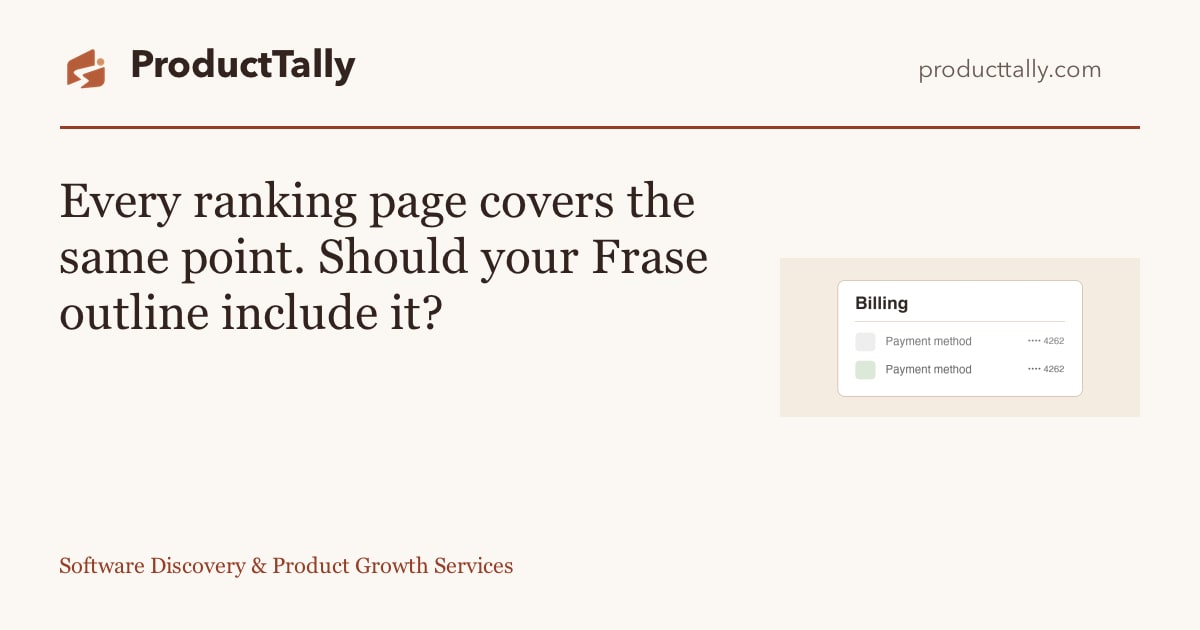 ProductTally
producttally.com
Every ranking page covers the
same point. Should your Frase
outline include it?
Billing
Payment method •••• 4262
Payment method •••• 4262
Software Discovery & Product Growth Services